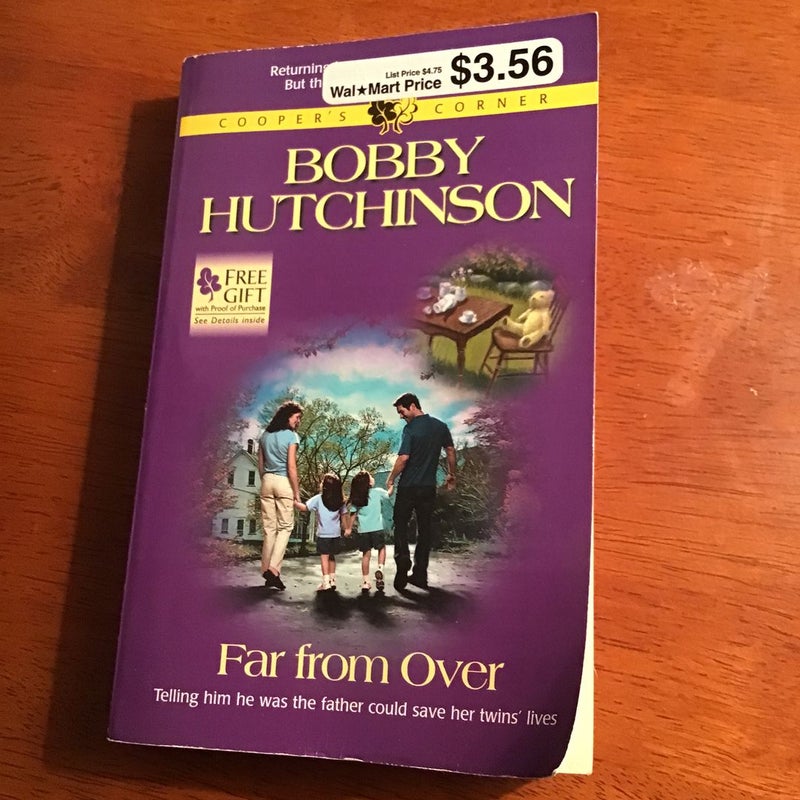 Returning
But th
List Price $4.75
Wal★Mart Price $3.56
COOPER'S CORNER
BOBBY
HUTCHINSON
FREE
GIFT
with Proof of Purchase
See Details inside
Far from Over
Telling him he was the father could save her twins' lives